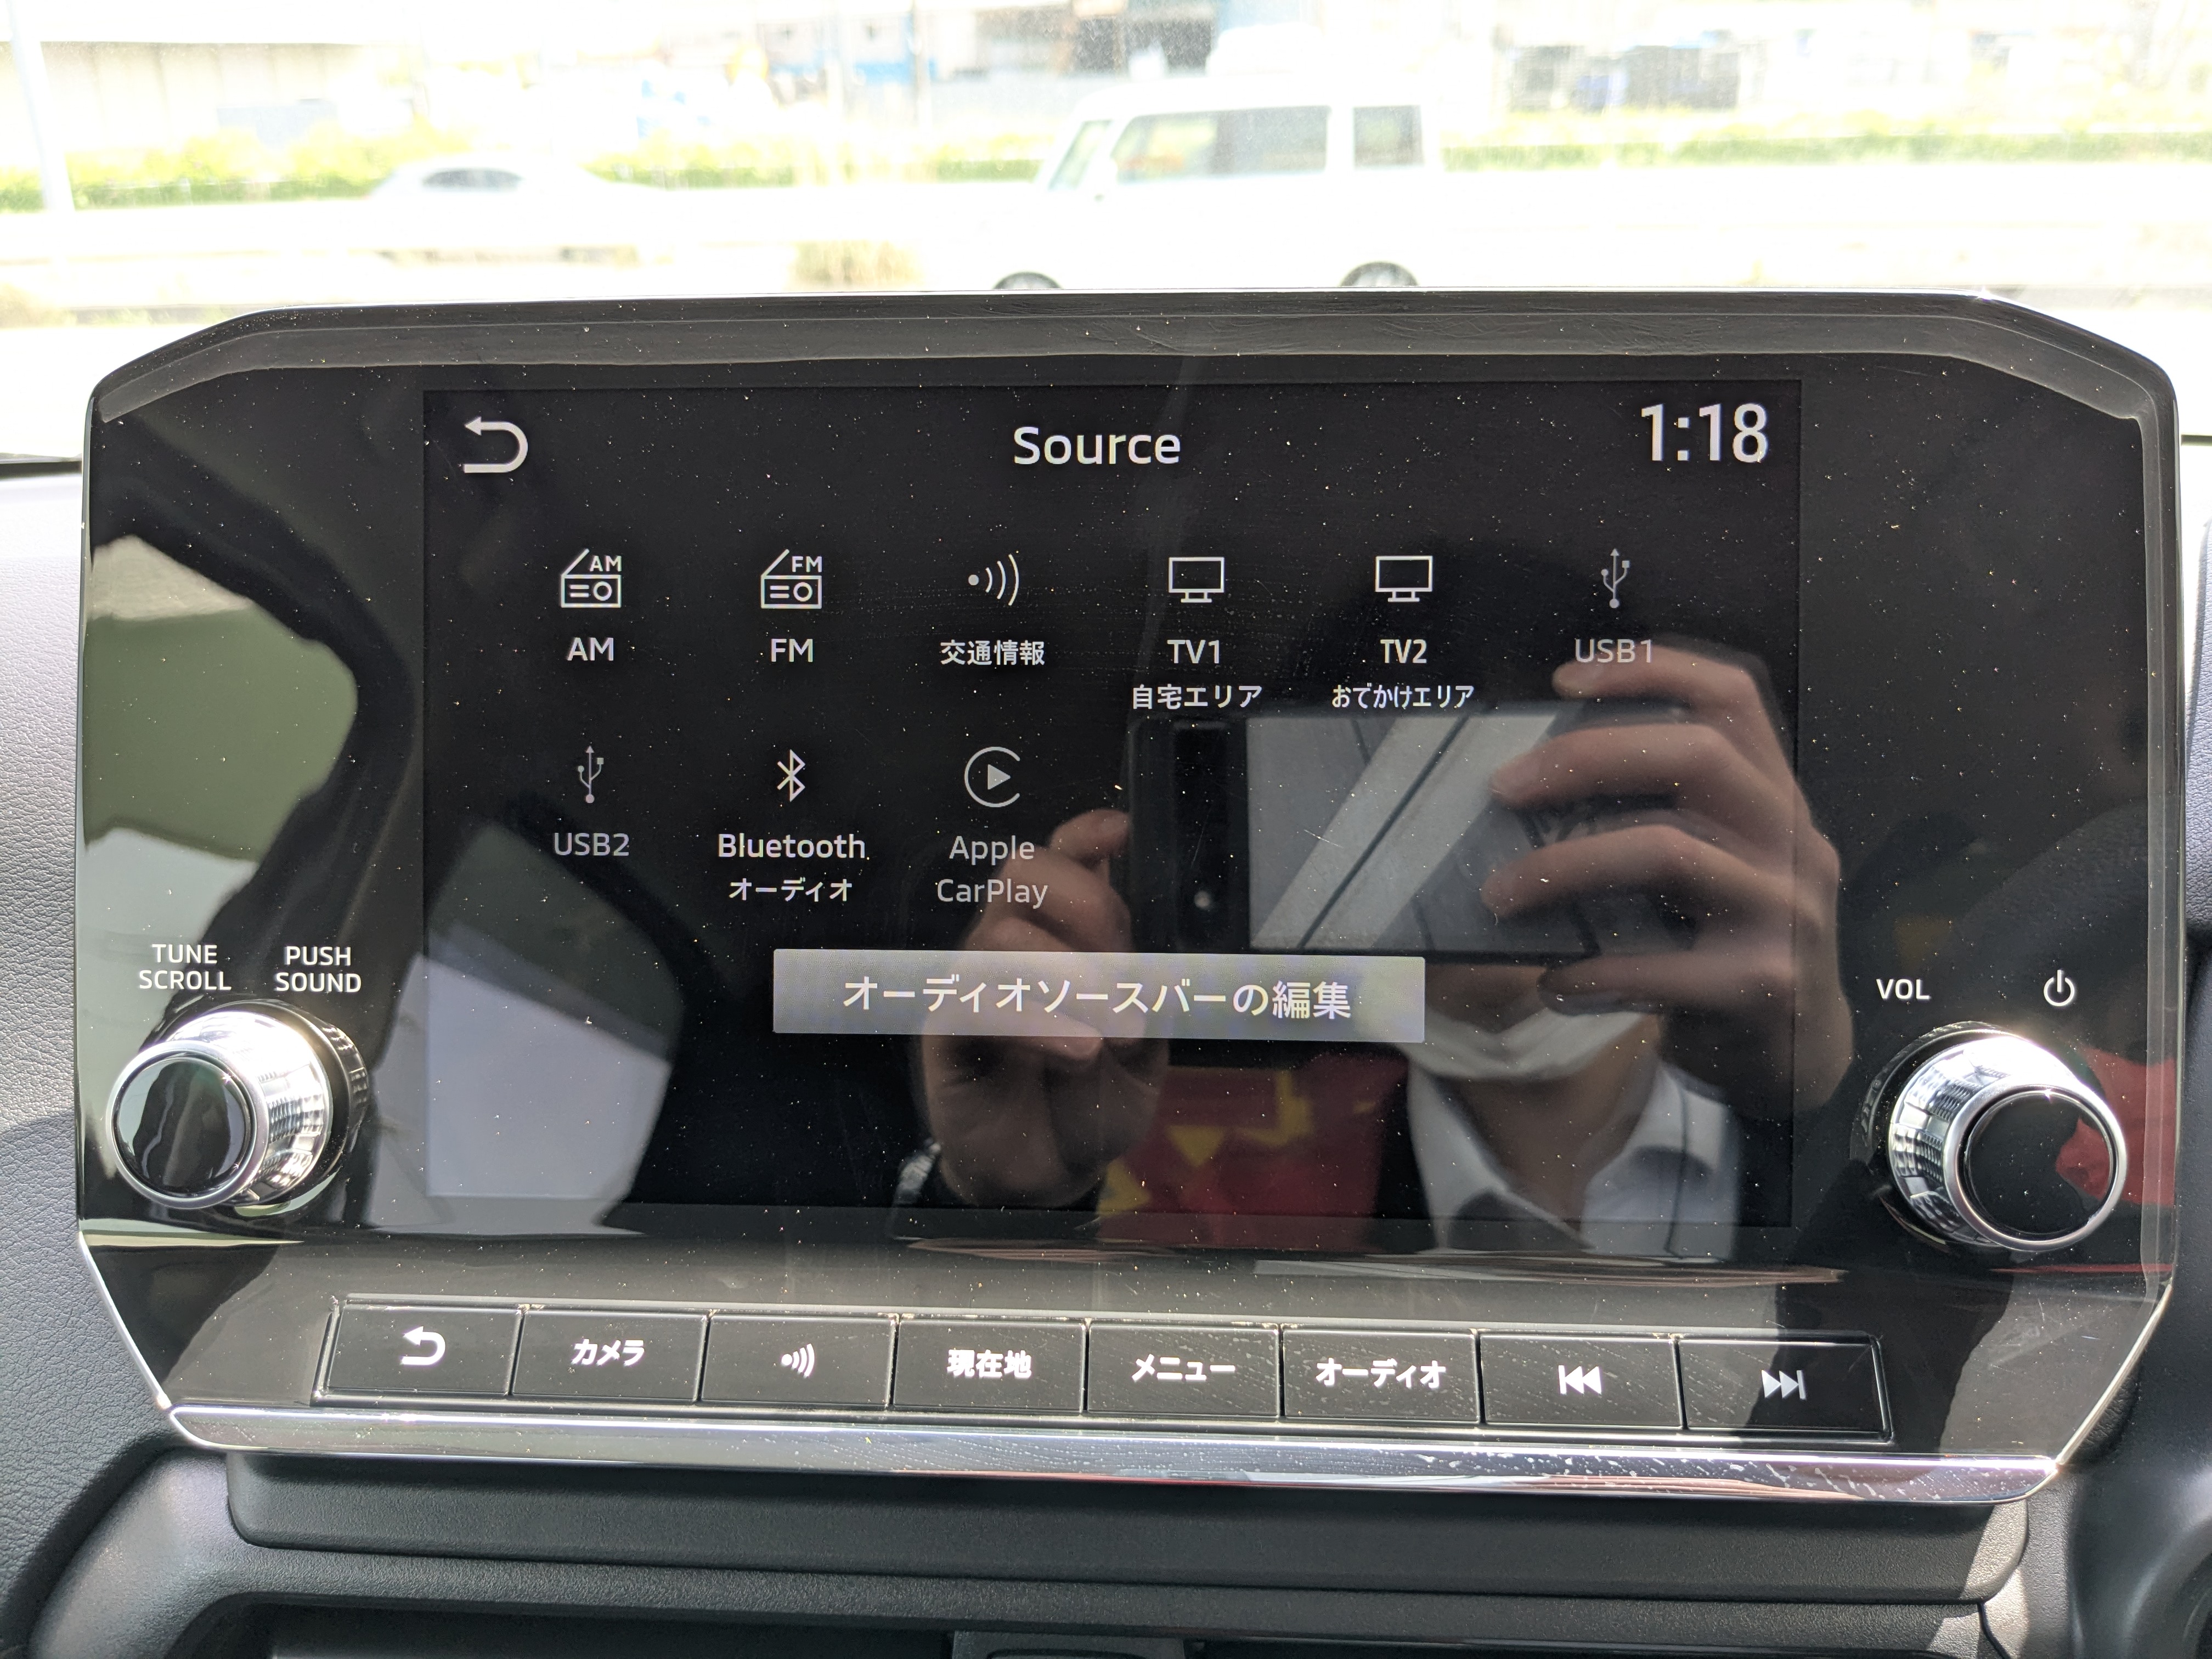 Source
1:18
AM
FM
AM
FM
交通情報
TV1
自宅エリア
TV2
おでかけエリア
USB1
USB2
Bluetooth
オーディオ
Apple
CarPlay
オーディオソースバーの編集
TUNE
SCROLL
PUSH
SOUND
VOL
カメラ
現在地
メニュー
オーディオ